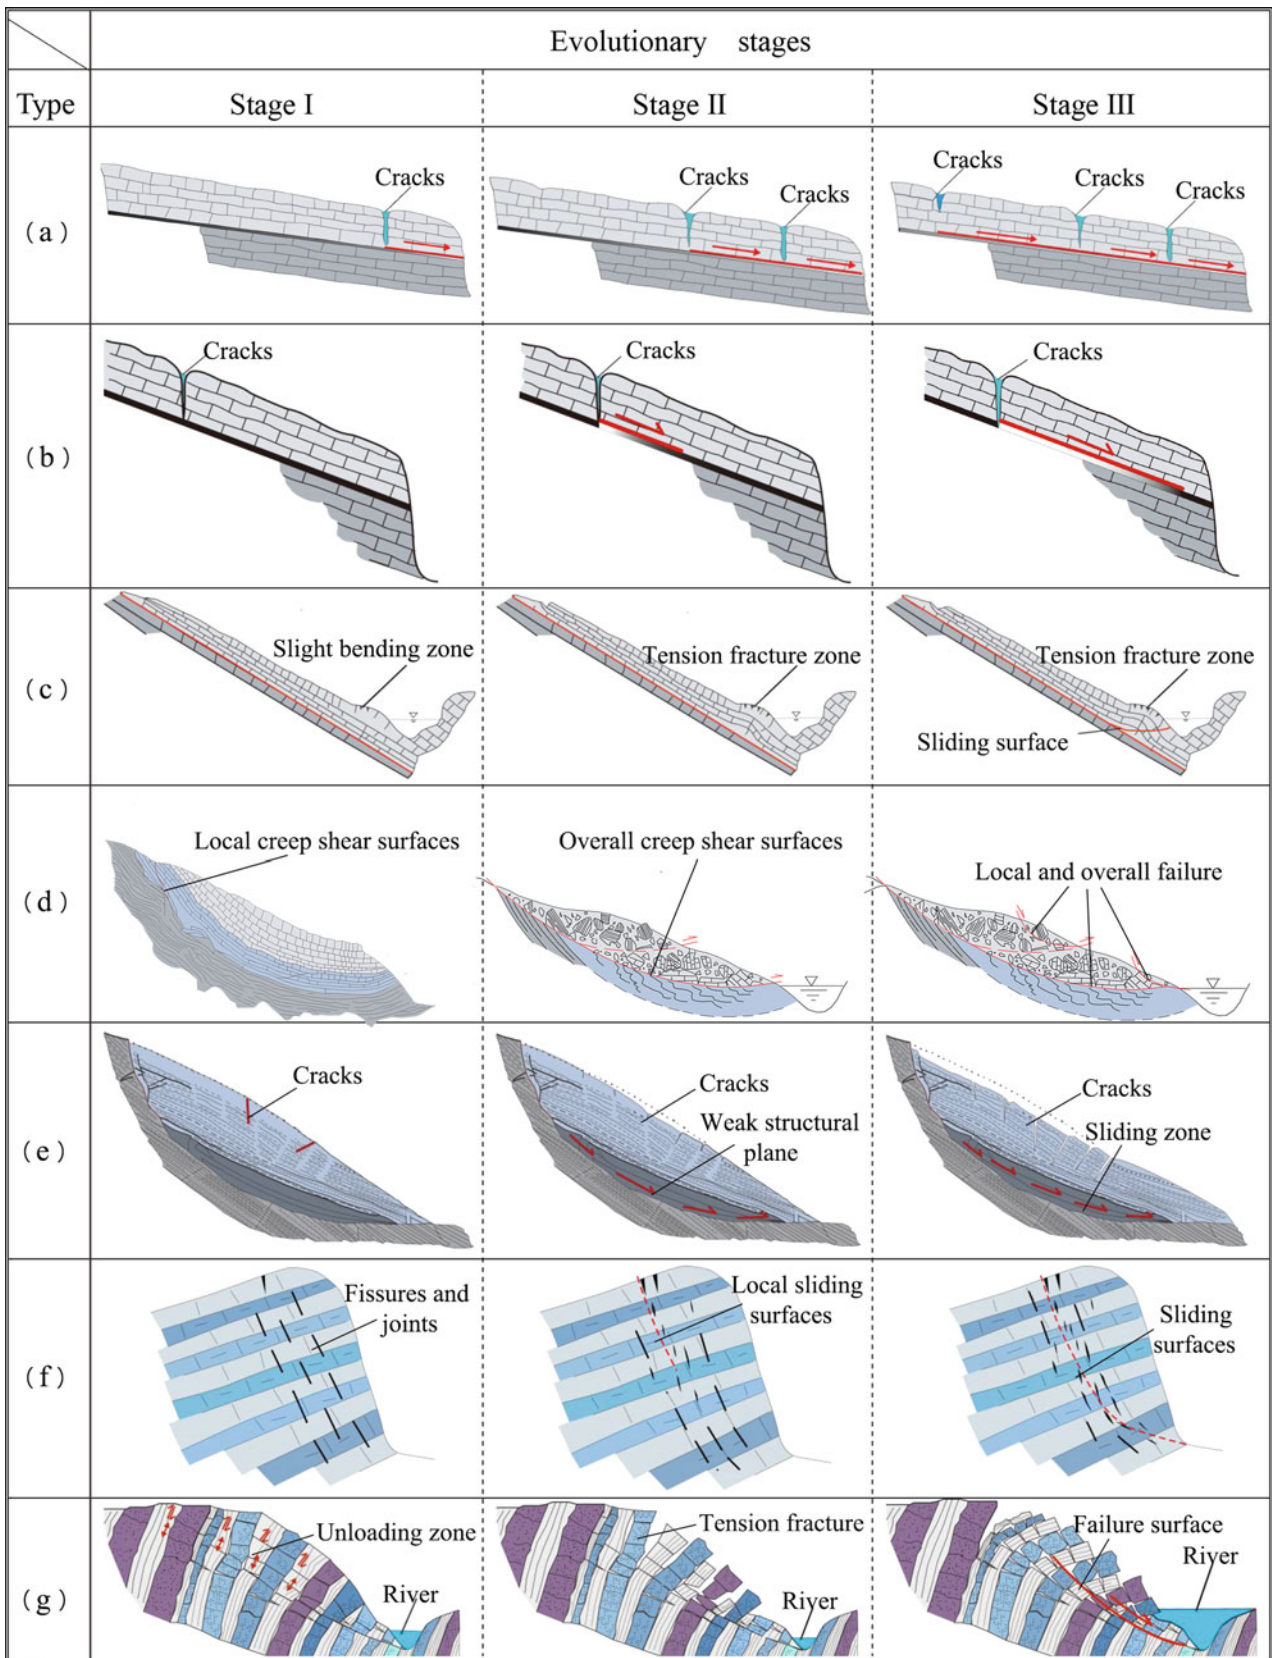 Evolutionary stages
Type
Stage I
Stage II
Stage III
(a)
Cracks
Cracks
Cracks
Cracks
Cracks
Cracks
(b)
Cracks
Cracks
Cracks
(c)
Slight bending zone
Tension fracture zone
Tension fracture zone
Sliding surface
(d)
Local creep shear surfaces
Overall creep shear surfaces
Local and overall failure
(e)
Cracks
Cracks
Weak structural
plane
Cracks
Sliding zone
(f)
Fissures and
joints
Local sliding
surfaces
Sliding
surfaces
(g)
Unloading zone
River
Tension fracture
River
Failure surface
River